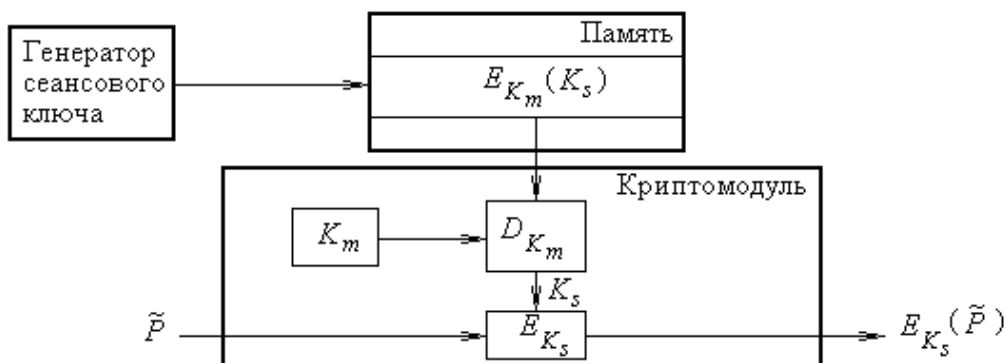 Генератор
сеансового
ключа
Память
E_{K_m}(K_s)
Криптомодуль
K_m
D_{K_m}
K_s
P̃
E_{K_s}
E_{K_s}(P̃)